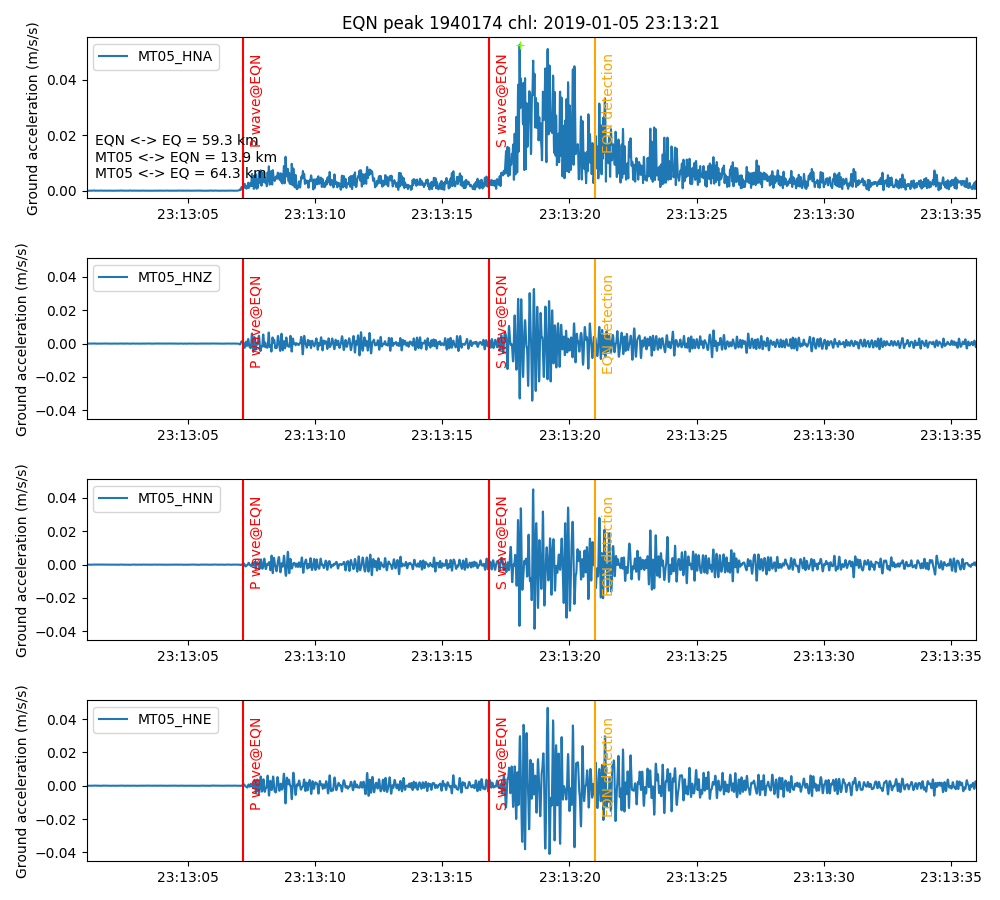 EQN peak 1940174 chl: 2019-01-05 23:13:21
Ground acceleration (m/s/s)
MT05_HNA
0.04
0.02
0.00
P wave@EQN
S wave@EQN
EQN detection
EQN <-> EQ = 59.3 km
MT05 <-> EQN = 13.9 km
MT05 <-> EQ = 64.3 km
23:13:05 23:13:10 23:13:15 23:13:20 23:13:25 23:13:30 23:13:35
Ground acceleration (m/s/s)
MT05_HNZ
0.04
0.02
0.00
−0.02
−0.04
P wave@EQN
S wave@EQN
EQN detection
23:13:05 23:13:10 23:13:15 23:13:20 23:13:25 23:13:30 23:13:35
Ground acceleration (m/s/s)
MT05_HNN
0.04
0.02
0.00
−0.02
−0.04
P wave@EQN
S wave@EQN
EQN detection
23:13:05 23:13:10 23:13:15 23:13:20 23:13:25 23:13:30 23:13:35
Ground acceleration (m/s/s)
MT05_HNE
0.04
0.02
0.00
−0.02
−0.04
P wave@EQN
S wave@EQN
EQN detection
23:13:05 23:13:10 23:13:15 23:13:20 23:13:25 23:13:30 23:13:35